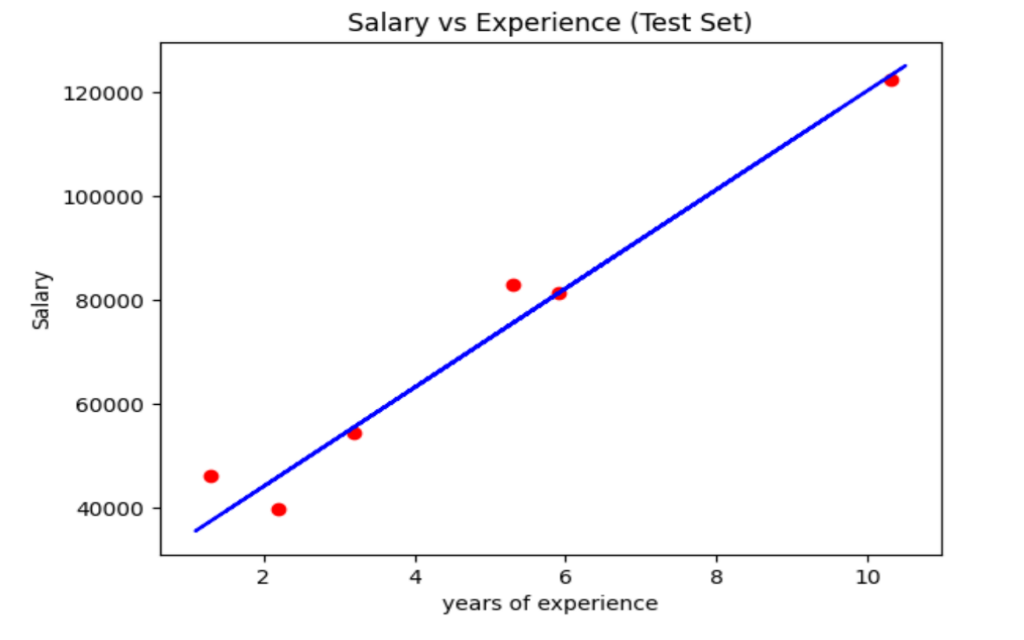 Salary vs Experience (Test Set)
120000
100000
80000
60000
40000
Salary
2 4 6 8 10
years of experience